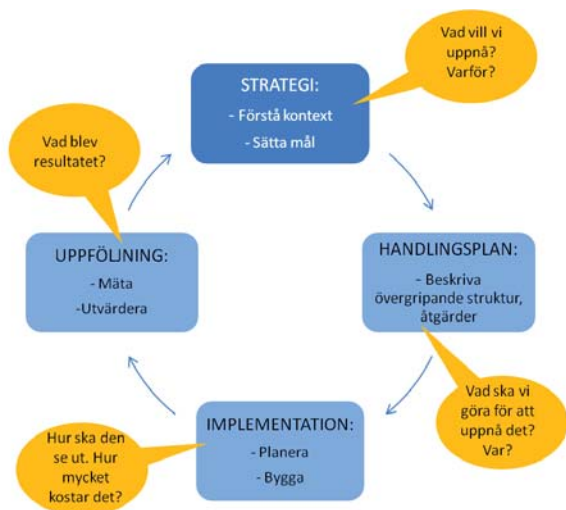 Vad vill vi
uppnå?
Varför?
STRATEGI:
- Förstå kontext
- Sätta mål
Vad blev
resultatet?
UPPFÖLJNING:
- Mäta
-Utvärdera
HANDLINGSPLAN:
- Beskriva
övergripande struktur,
åtgärder
Vad ska vi
göra för att
uppnå det?
Var?
IMPLEMENTATION:
- Planera
- Bygga
Hur ska den
se ut. Hur
mycket
kostar det?